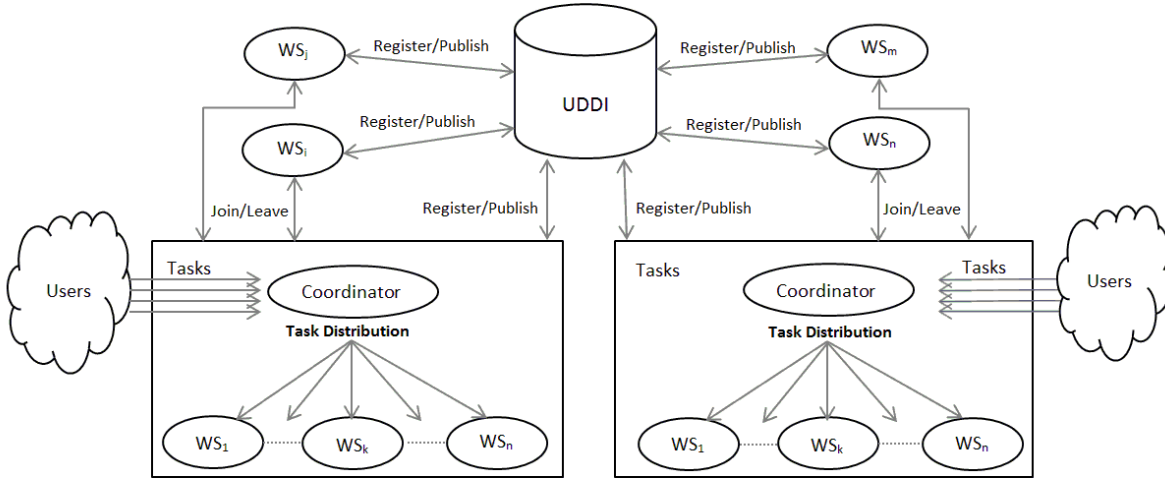 WSj
Register/Publish
UDDI
Register/Publish
WSm
WSi
Register/Publish
Register/Publish
WSn
Join/Leave
Register/Publish
Register/Publish
Join/Leave
Users
Tasks
Coordinator
Task Distribution
WS1
WSk
WSn
Tasks
Coordinator
Tasks
Users
Task Distribution
WS1
WSk
WSn